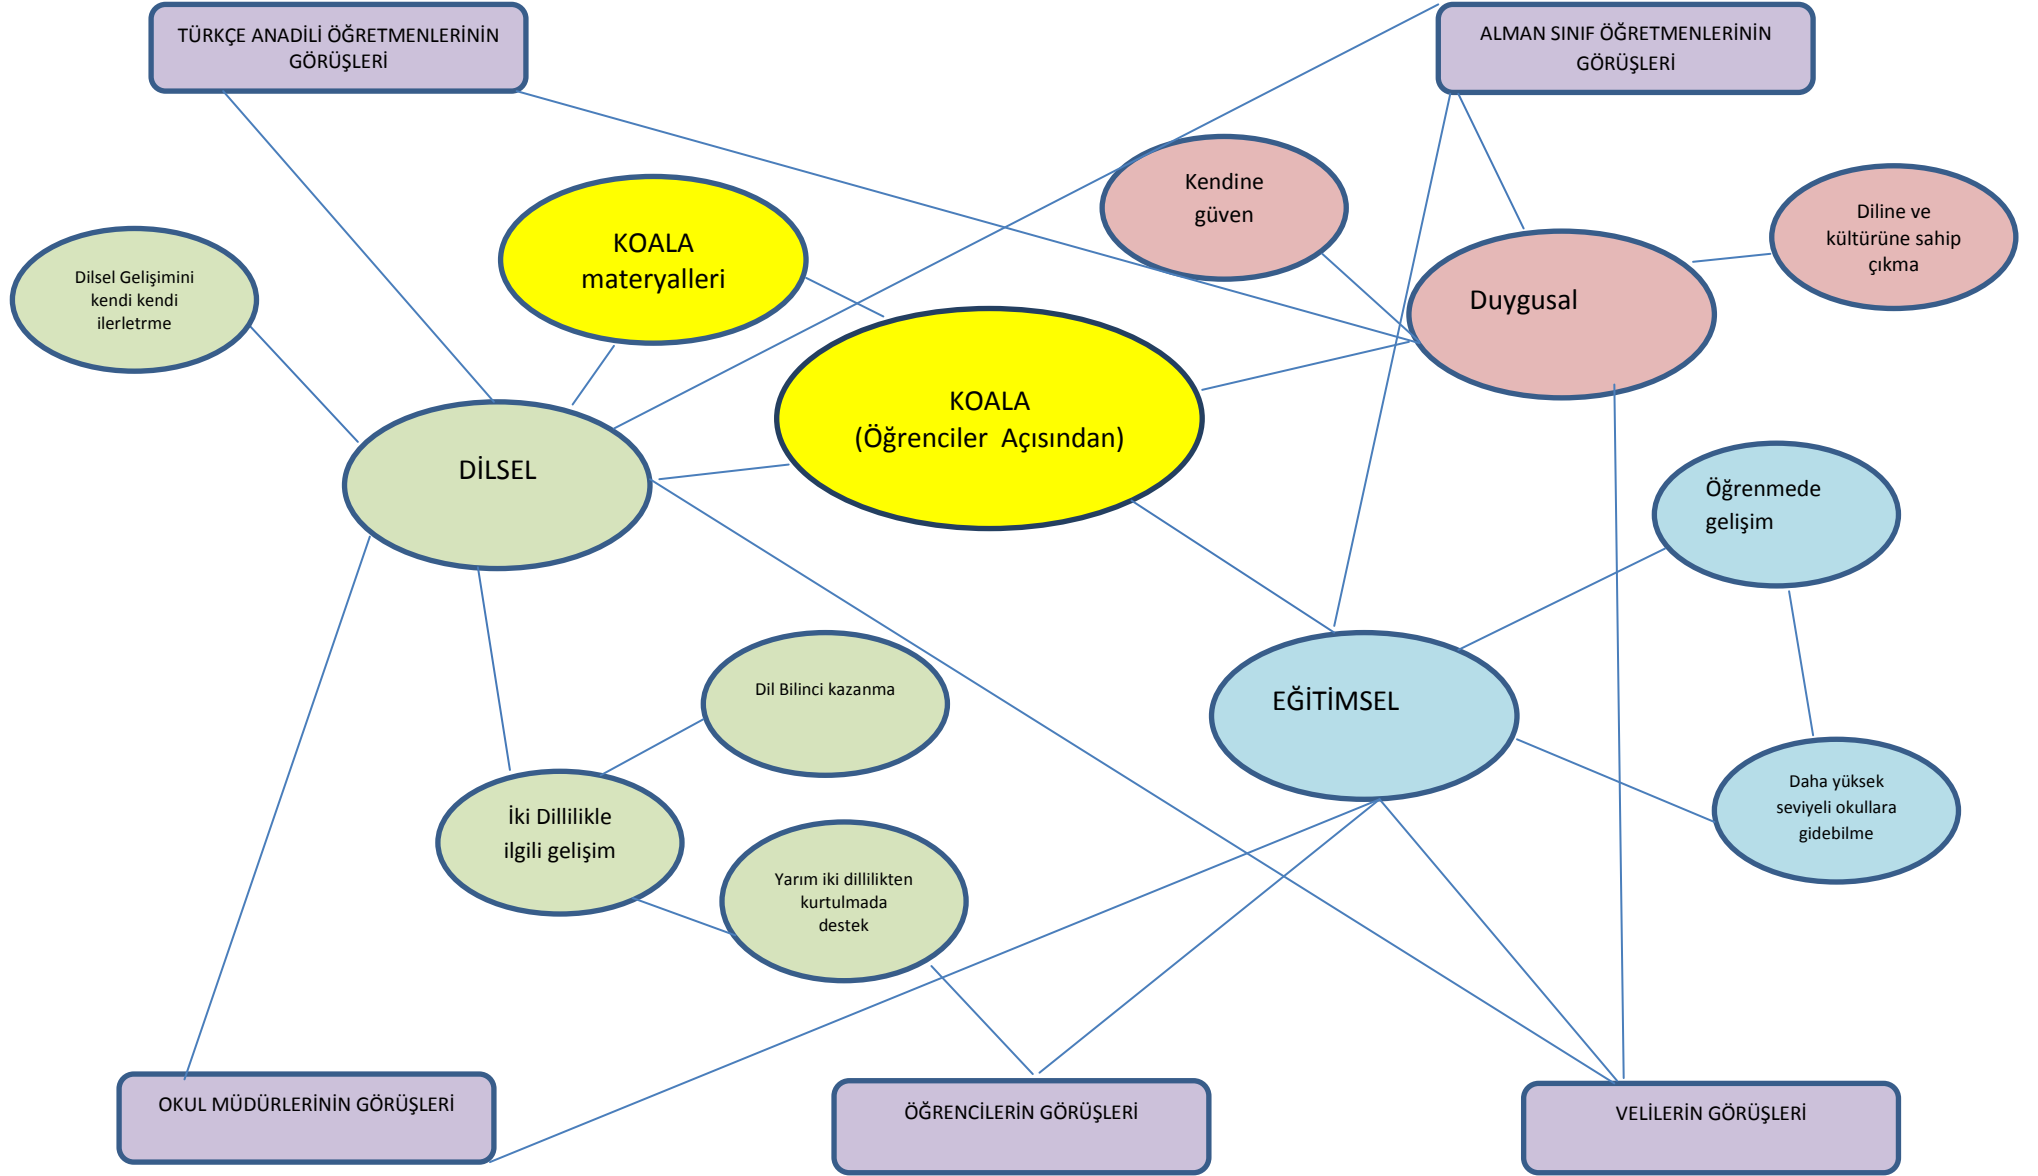 TÜRKÇE ANADİLİ ÖĞRETMENLERİNİN
GÖRÜŞLERİ
ALMAN SINIF ÖĞRETMENLERİNİN
GÖRÜŞLERİ
Kendine
güven
Diline ve
kültürüne sahip
çıkma
KOALA
materyalleri
Dilsel Gelişimini
kendi kendi
ilerletrme
Duygusal
KOALA
(Öğrenciler Açısından)
DİLSEL
Öğrenmede
gelişim
Dil Bilinci kazanma
EĞİTİMSEL
Daha yüksek
seviyeli okullara
gidebilme
İki Dillilikle
ilgili gelişim
Yarım iki dillilikten
kurtulmada
destek
OKUL MÜDÜRLERİNİN GÖRÜŞLERİ
ÖĞRENCİLERİN GÖRÜŞLERİ
VELİLERİN GÖRÜŞLERİ